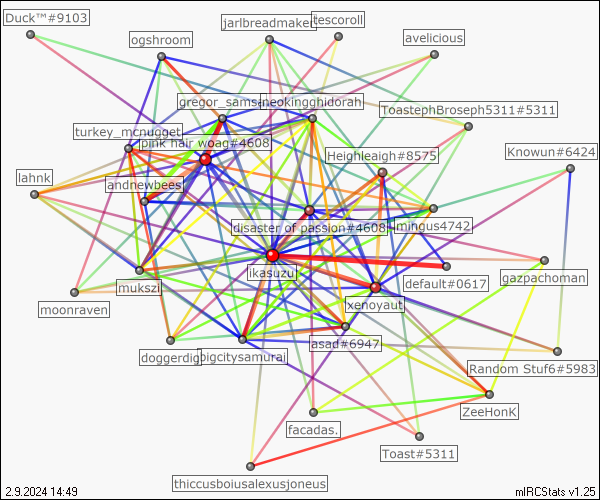 Duck™#9103
ogshroom
jarlbreadmaker
tescoroll
avelicious
gregor_samsa
neokingghidorah
ToastephBroseph5311#5311
turkey_mcnugget
pink hair woag#4608
Heighleaigh#8575
Knowun#6424
lahnk
andnewbees
disaster of passion#4608
mingus4742
mukszi
ikasuzu
default#0617
gazpachoman
moonraven
xenoyaut
doggerdig
bigcitysamurai
asad#6947
Random Stuf6#5983
facadas.
ZeeHonK
Toast#5311
thiccusboiusalexusjoneus
2.9.2024 14:49
mIRCStats v1.25